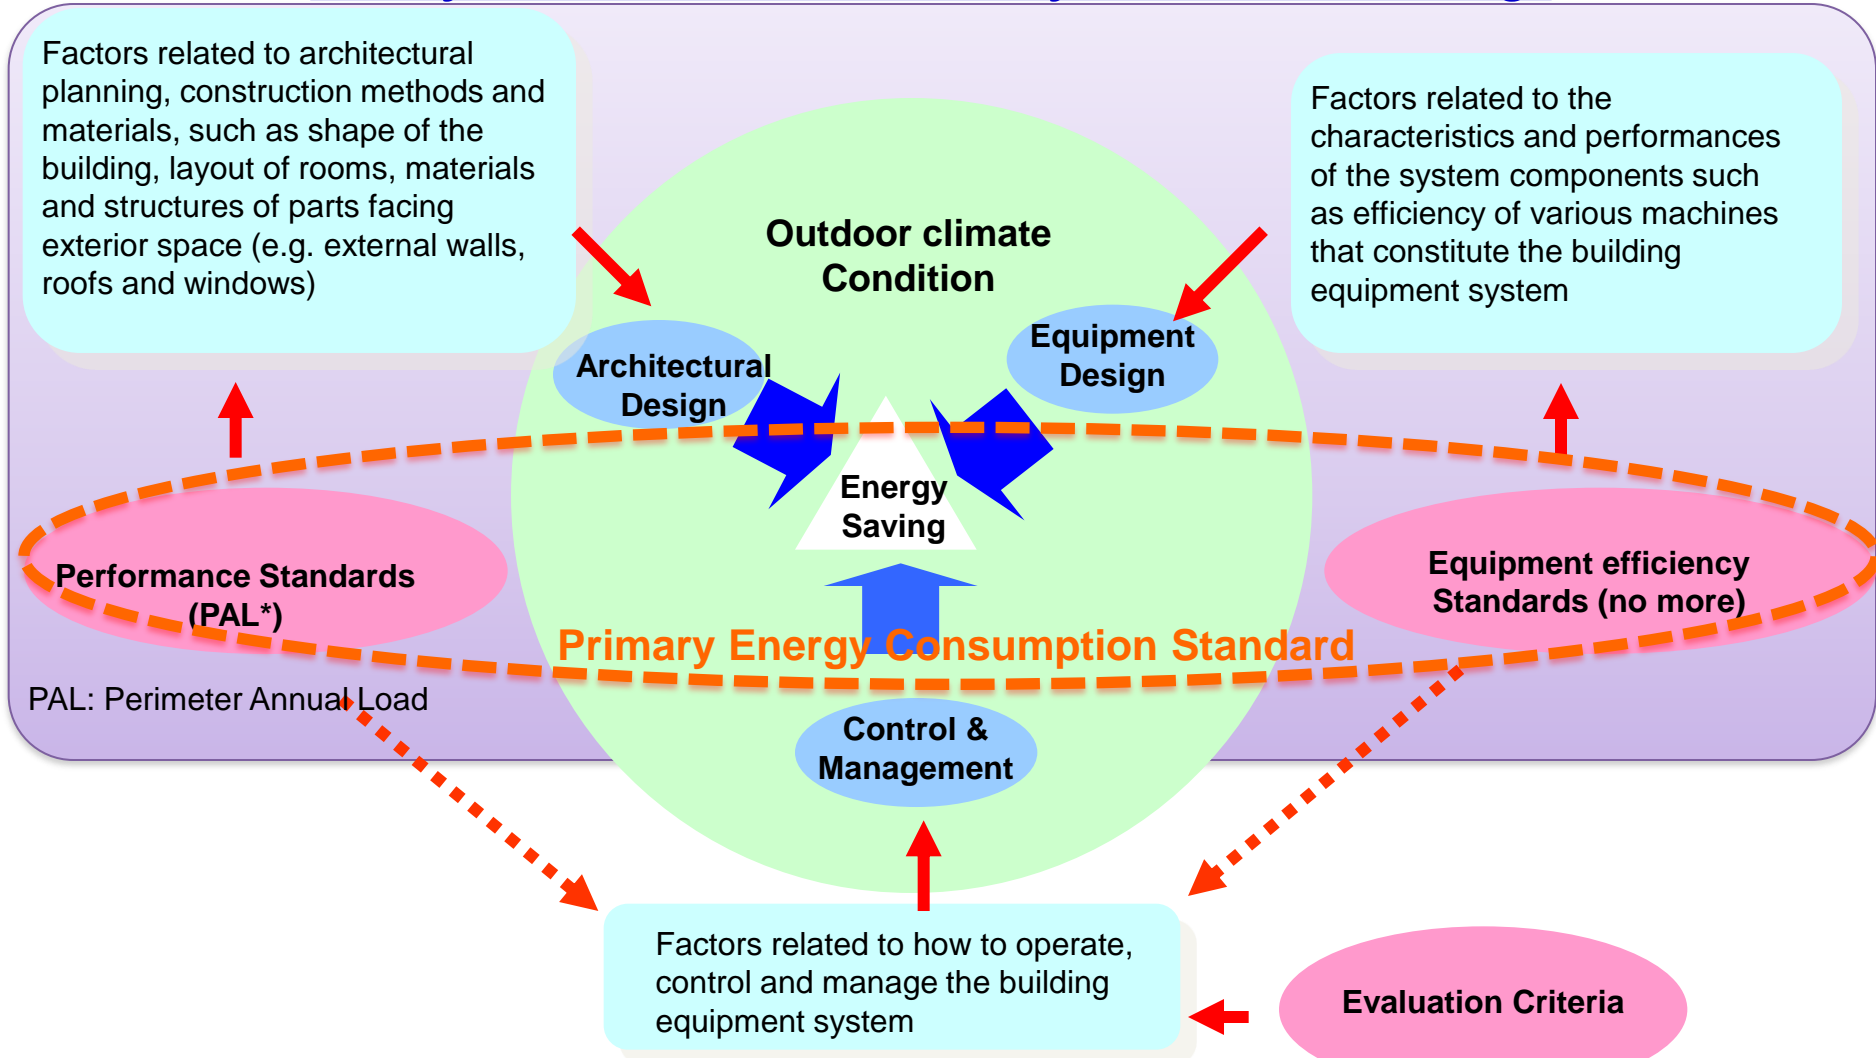 Factors related to architectural
planning, construction methods and
materials, such as shape of the
building, layout of rooms, materials
and structures of parts facing
exterior space (e.g. external walls,
roofs and windows)
Factors related to the
characteristics and performances
of the system components such
as efficiency of various machines
that constitute the building
equipment system
Outdoor climate
Condition
Architectural
Design
Equipment
Design
Energy
Saving
Performance Standards
(PAL*)
Equipment efficiency
Standards (no more)
Primary Energy Consumption Standard
PAL: Perimeter Annual Load
Control &
Management
Factors related to how to operate,
control and manage the building
equipment system
Evaluation Criteria